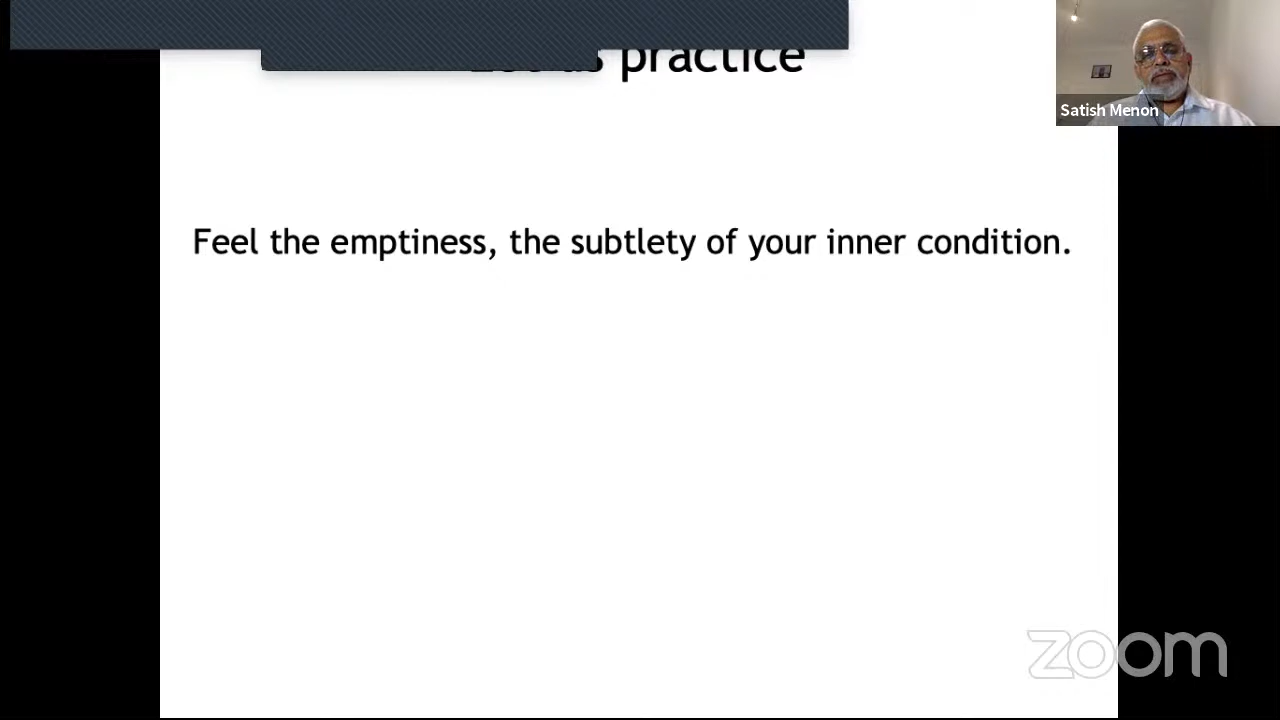 practice
Satish Menon
Feel the emptiness, the subtlety of your inner condition.
zoom